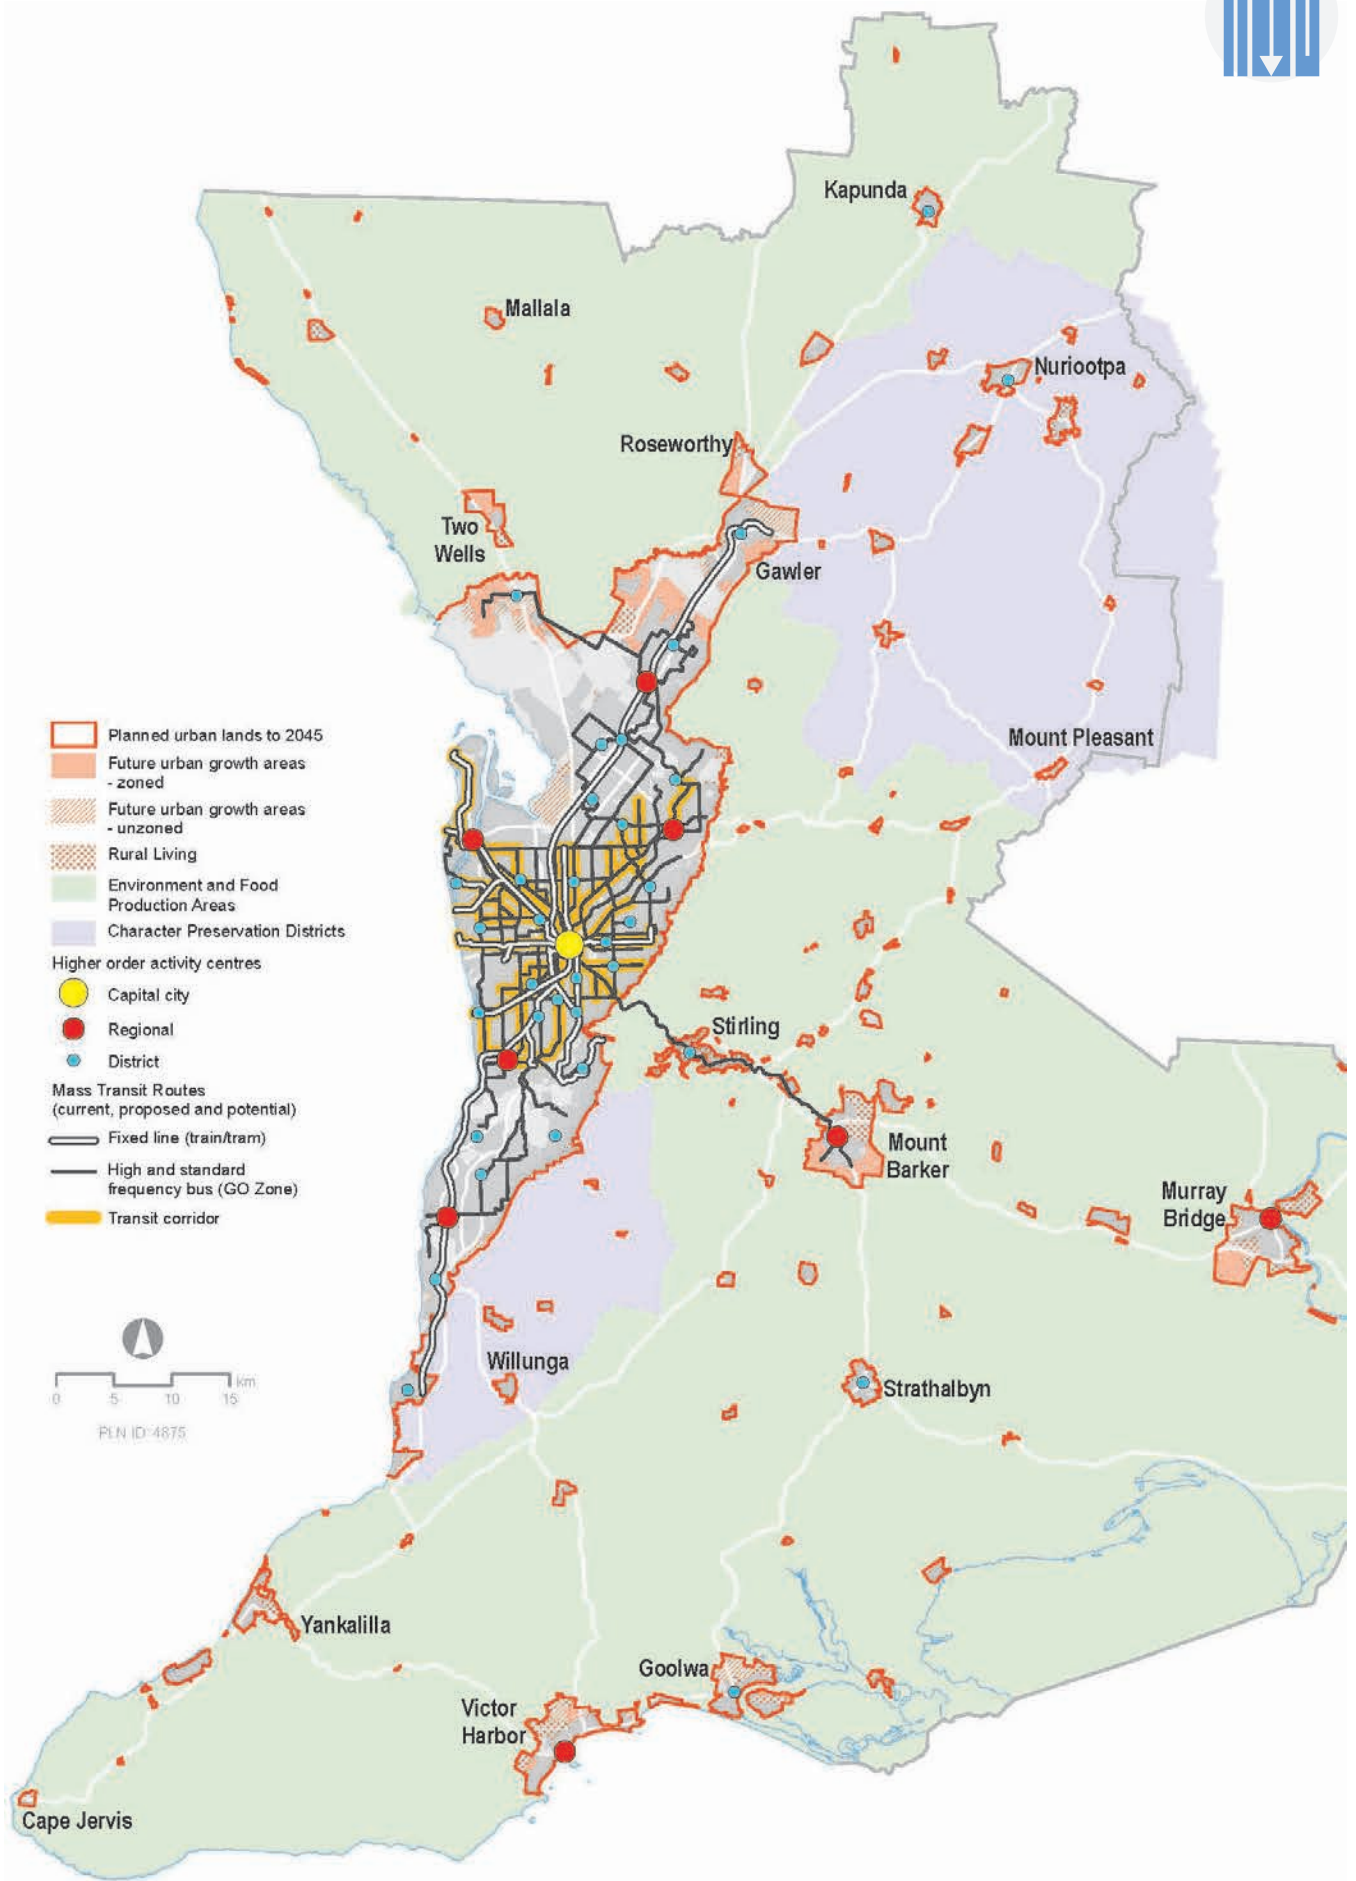 Kapunda
Mallala
Nuriootpa
Roseworthy
Two
Wells
Gawler
Mount Pleasant
Planned urban lands to 2045
Future urban growth areas
- zoned
Future urban growth areas
- unzoned
Rural Living
Environment and Food
Production Areas
Character Preservation Districts
Higher order activity centres
Capital city
Regional
District
Mass Transit Routes
(current, proposed and potential)
Fixed line (train/tram)
High and standard
frequency bus (GO Zone)
Transit corridor
Stirling
Mount
Barker
Murray
Bridge
km
0 5 10 15
PLN ID: 4875
Willunga
Strathalbyn
Yankalilla
Goolwa
Victor
Harbor
Cape Jervis